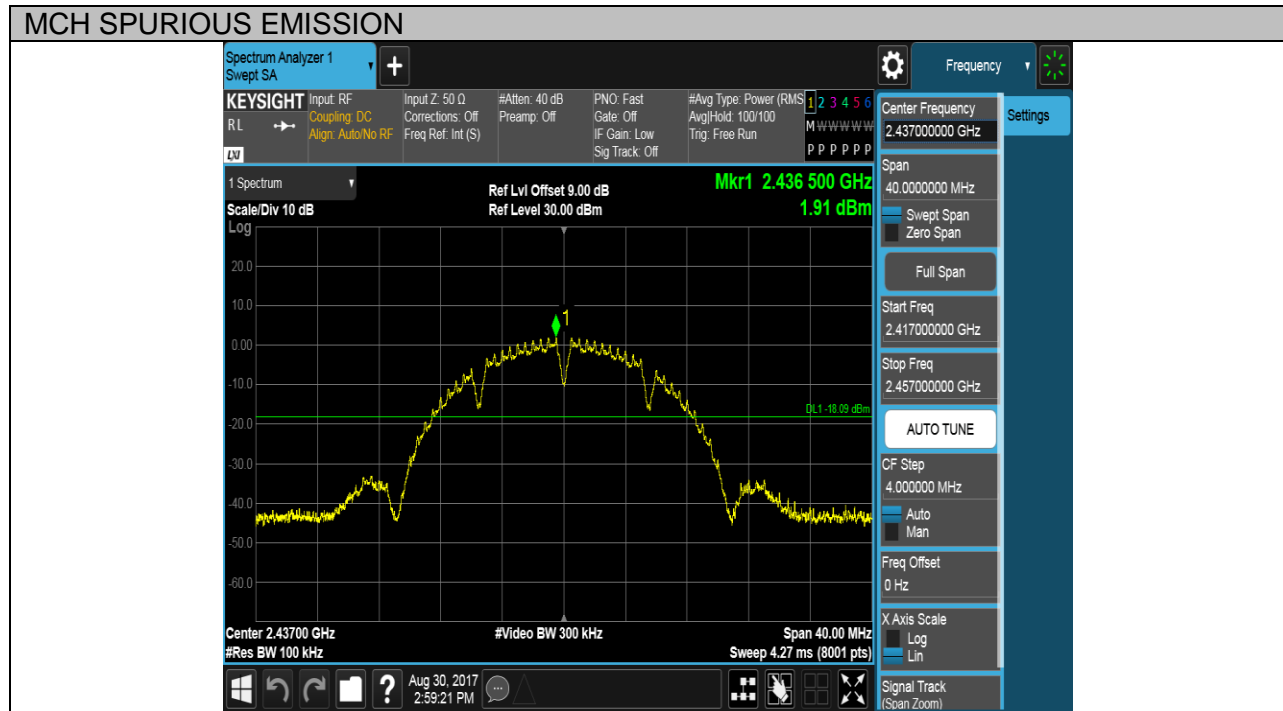 MCH SPURIOUS EMISSION
Spectrum Analyzer 1
Swept SA
Frequency
KEYSIGHT
RL
LXI
Input: RF
Coupling: DC
Align: Auto/No RF
Input Z: 50 Ω
Corrections: Off
Freq Ref: Int (S)
#Atten: 40 dB
Preamp: Off
PNO: Fast
Gate: Off
IF Gain: Low
Sig Track: Off
#Avg Type: Power (RMS
Avg|Hold: 100/100
Trig: Free Run
1 2 3 4 5 6
M W W W W W
P P P P P P
1 Spectrum
Scale/Div 10 dB
Ref Lvl Offset 9.00 dB
Ref Level 30.00 dBm
Mkr1 2.436 500 GHz
1.91 dBm
Log
20.0
10.0
0.00
-10.0
-20.0
-30.0
-40.0
-50.0
-60.0
1
DL1 -18.09 dBm
Center 2.43700 GHz
#Res BW 100 kHz
#Video BW 300 kHz
Span 40.00 MHz
Sweep 4.27 ms (8001 pts)
Center Frequency
2.437000000 GHz
Settings
Span
40.0000000 MHz
Swept Span
Zero Span
Full Span
Start Freq
2.417000000 GHz
Stop Freq
2.457000000 GHz
AUTO TUNE
CF Step
4.000000 MHz
Auto
Man
Freq Offset
0 Hz
X Axis Scale
Log
Lin
Signal Track
(Span Zoom)
?
Aug 30, 2017
2:59:21 PM